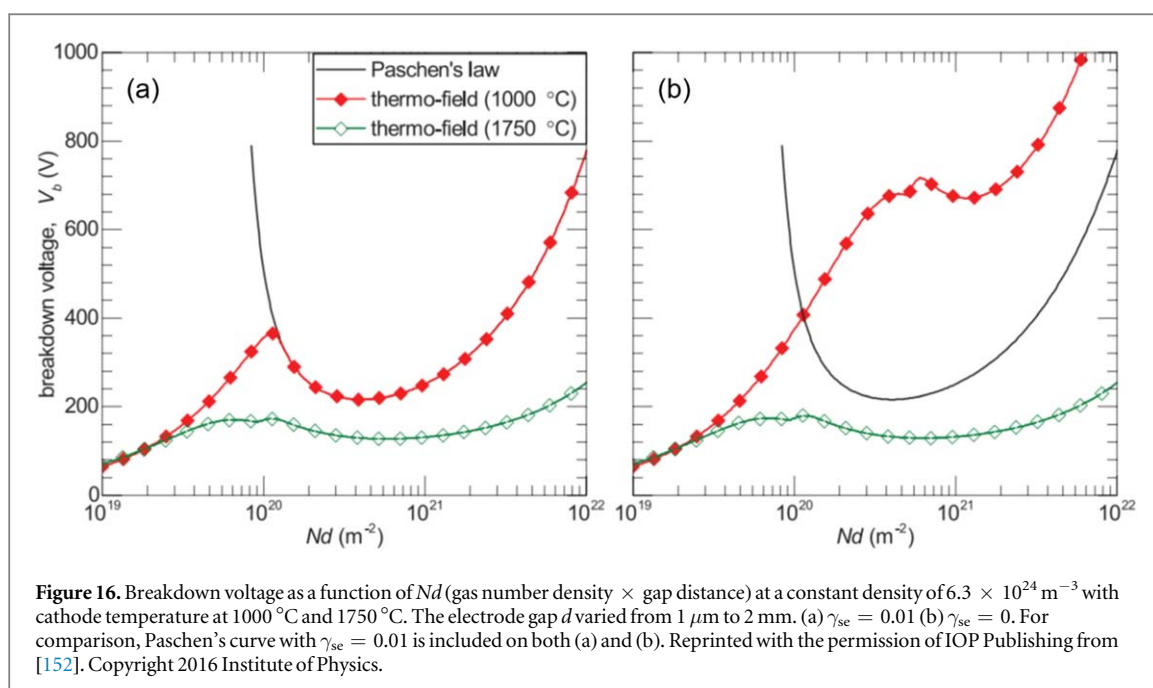 1000
800
600
400
200
0
breakdown voltage, V_b (V)
(a)
Paschen's law
thermo-field (1000 °C)
thermo-field (1750 °C)
(b)
10^19 10^20 10^21 10^22
Nd (m^-2)
10^19 10^20 10^21 10^22
Nd (m^-2)
Figure 16. Breakdown voltage as a function of Nd (gas number density × gap distance) at a constant density of 6.3 × 10^24 m^−3 with
cathode temperature at 1000 °C and 1750 °C. The electrode gap d varied from 1 μm to 2 mm. (a) γse = 0.01 (b) γse = 0. For
comparison, Paschen's curve with γse = 0.01 is included on both (a) and (b). Reprinted with the permission of IOP Publishing from
[152]. Copyright 2016 Institute of Physics.